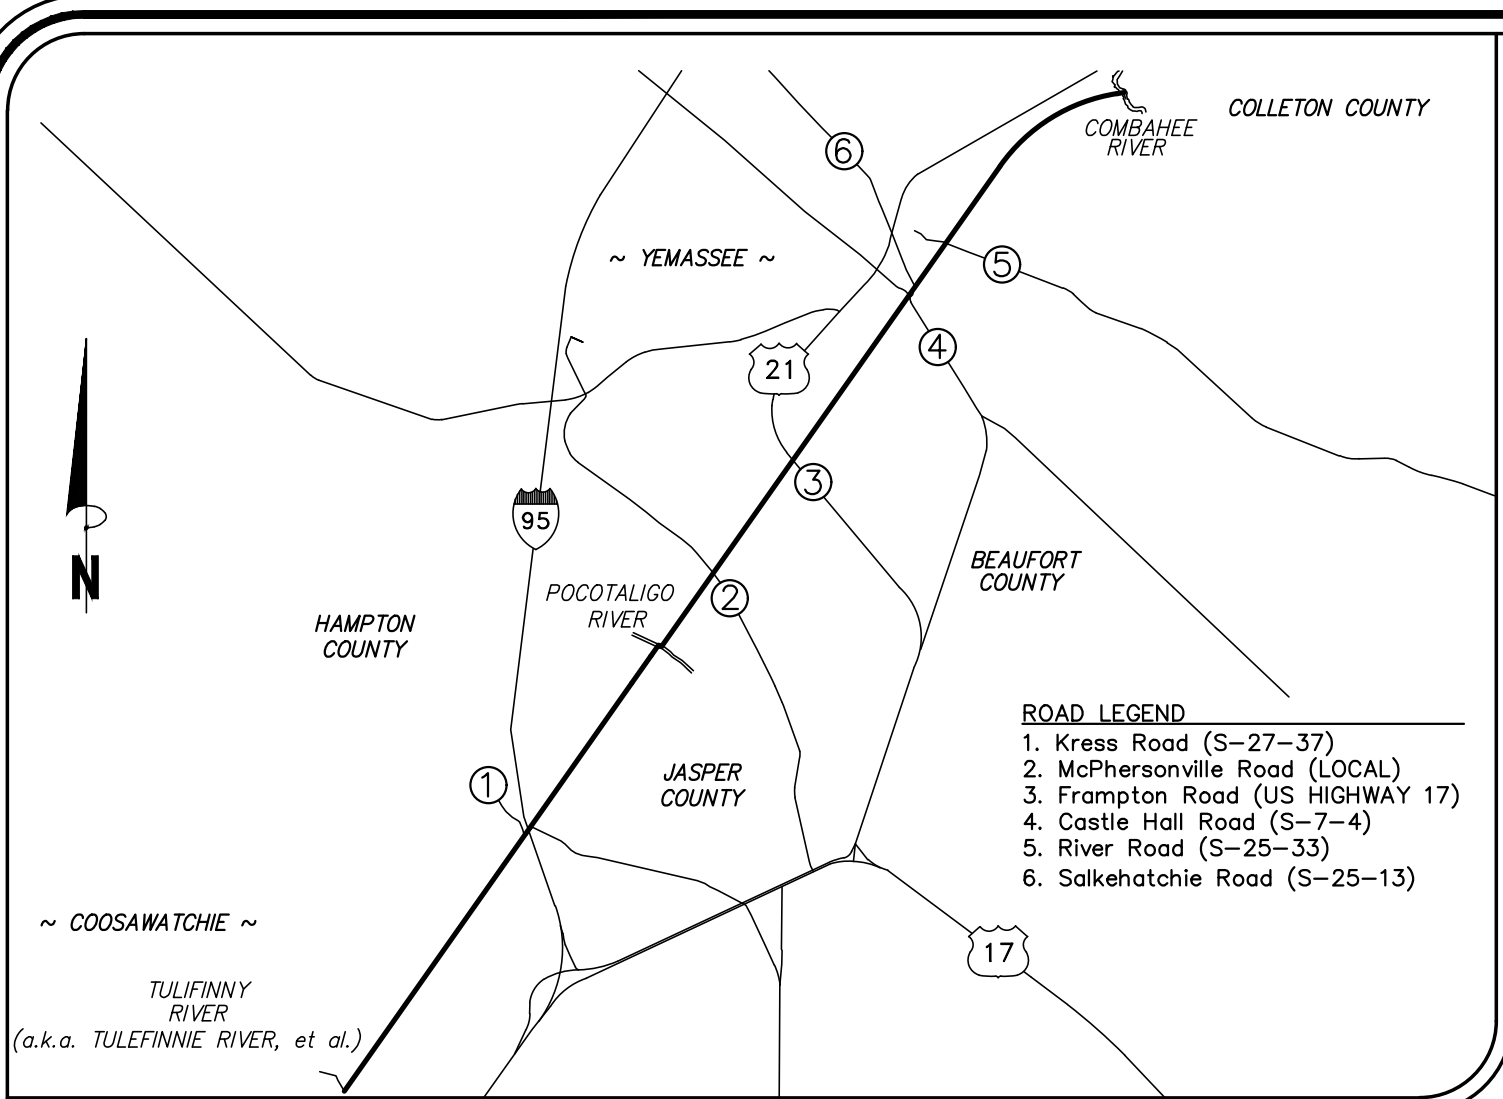 COLLETON COUNTY
COMBAHEE
RIVER
6
5
~ YEMASSEE ~
4
21
3
95
N
BEAUFORT
COUNTY
POCOTALIGO
RIVER
2
HAMPTON
COUNTY
JASPER
COUNTY
1
ROAD LEGEND
1. Kress Road (S-27-37)
2. McPhersonville Road (LOCAL)
3. Frampton Road (US HIGHWAY 17)
4. Castle Hall Road (S-7-4)
5. River Road (S-25-33)
6. Salkehatchie Road (S-25-13)
~ COOSAWATCHIE ~
17
TULIFINNY
RIVER
(a.k.a. TULEFINNIE RIVER, et al.)